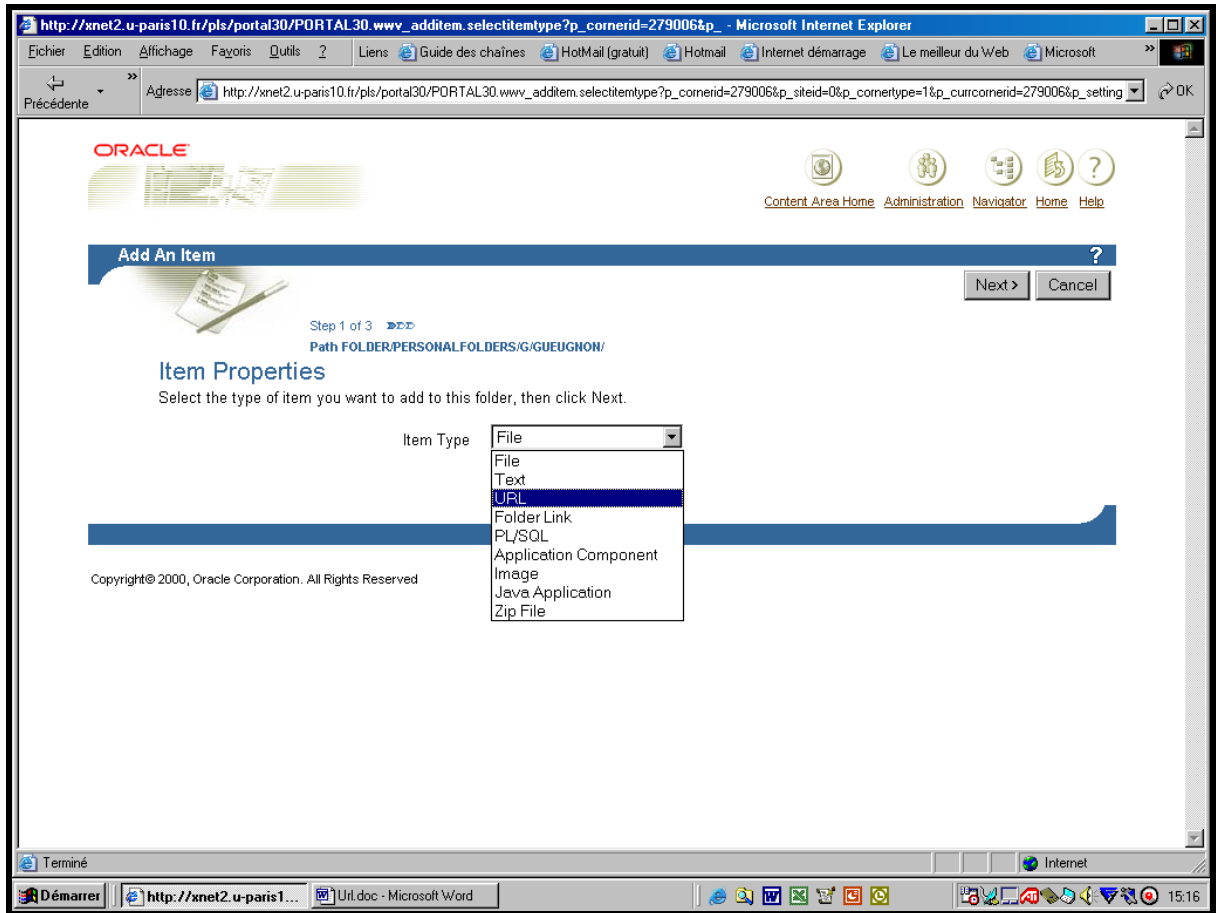 http://xnet2.u-paris10.fr/pls/portal30/PORTAL30.wwv_additem.selectitemtype?p_cornerid=279006&p_ - Microsoft Internet Explorer
Fichier Edition Affichage Favoris Outils ? Liens Guide des chaînes HotMail (gratuit) Hotmail Internet démarrage Le meilleur du Web Microsoft »
Précédente » Adresse http://xnet2.u-paris10.fr/pls/portal30/PORTAL30.wwv_additem.selectitemtype?p_cornerid=279006&p_siteid=0&p_cornertype=1&p_currcornerid=279006&p_setting OK
ORACLE
Content Area Home Administration Navigator Home Help
Add An Item ?
Next > Cancel
Step 1 of 3
Path FOLDER/PERSONALFOLDERS/G/GUEUGNON/
Item Properties
Select the type of item you want to add to this folder, then click Next.
Item Type File
File
Text
URL
Folder Link
PL/SQL
Application Component
Image
Java Application
Zip File
Copyright© 2000, Oracle Corporation. All Rights Reserved
Terminé Internet
Démarrer http://xnet2.u-paris1... Url.doc - Microsoft Word 15:16